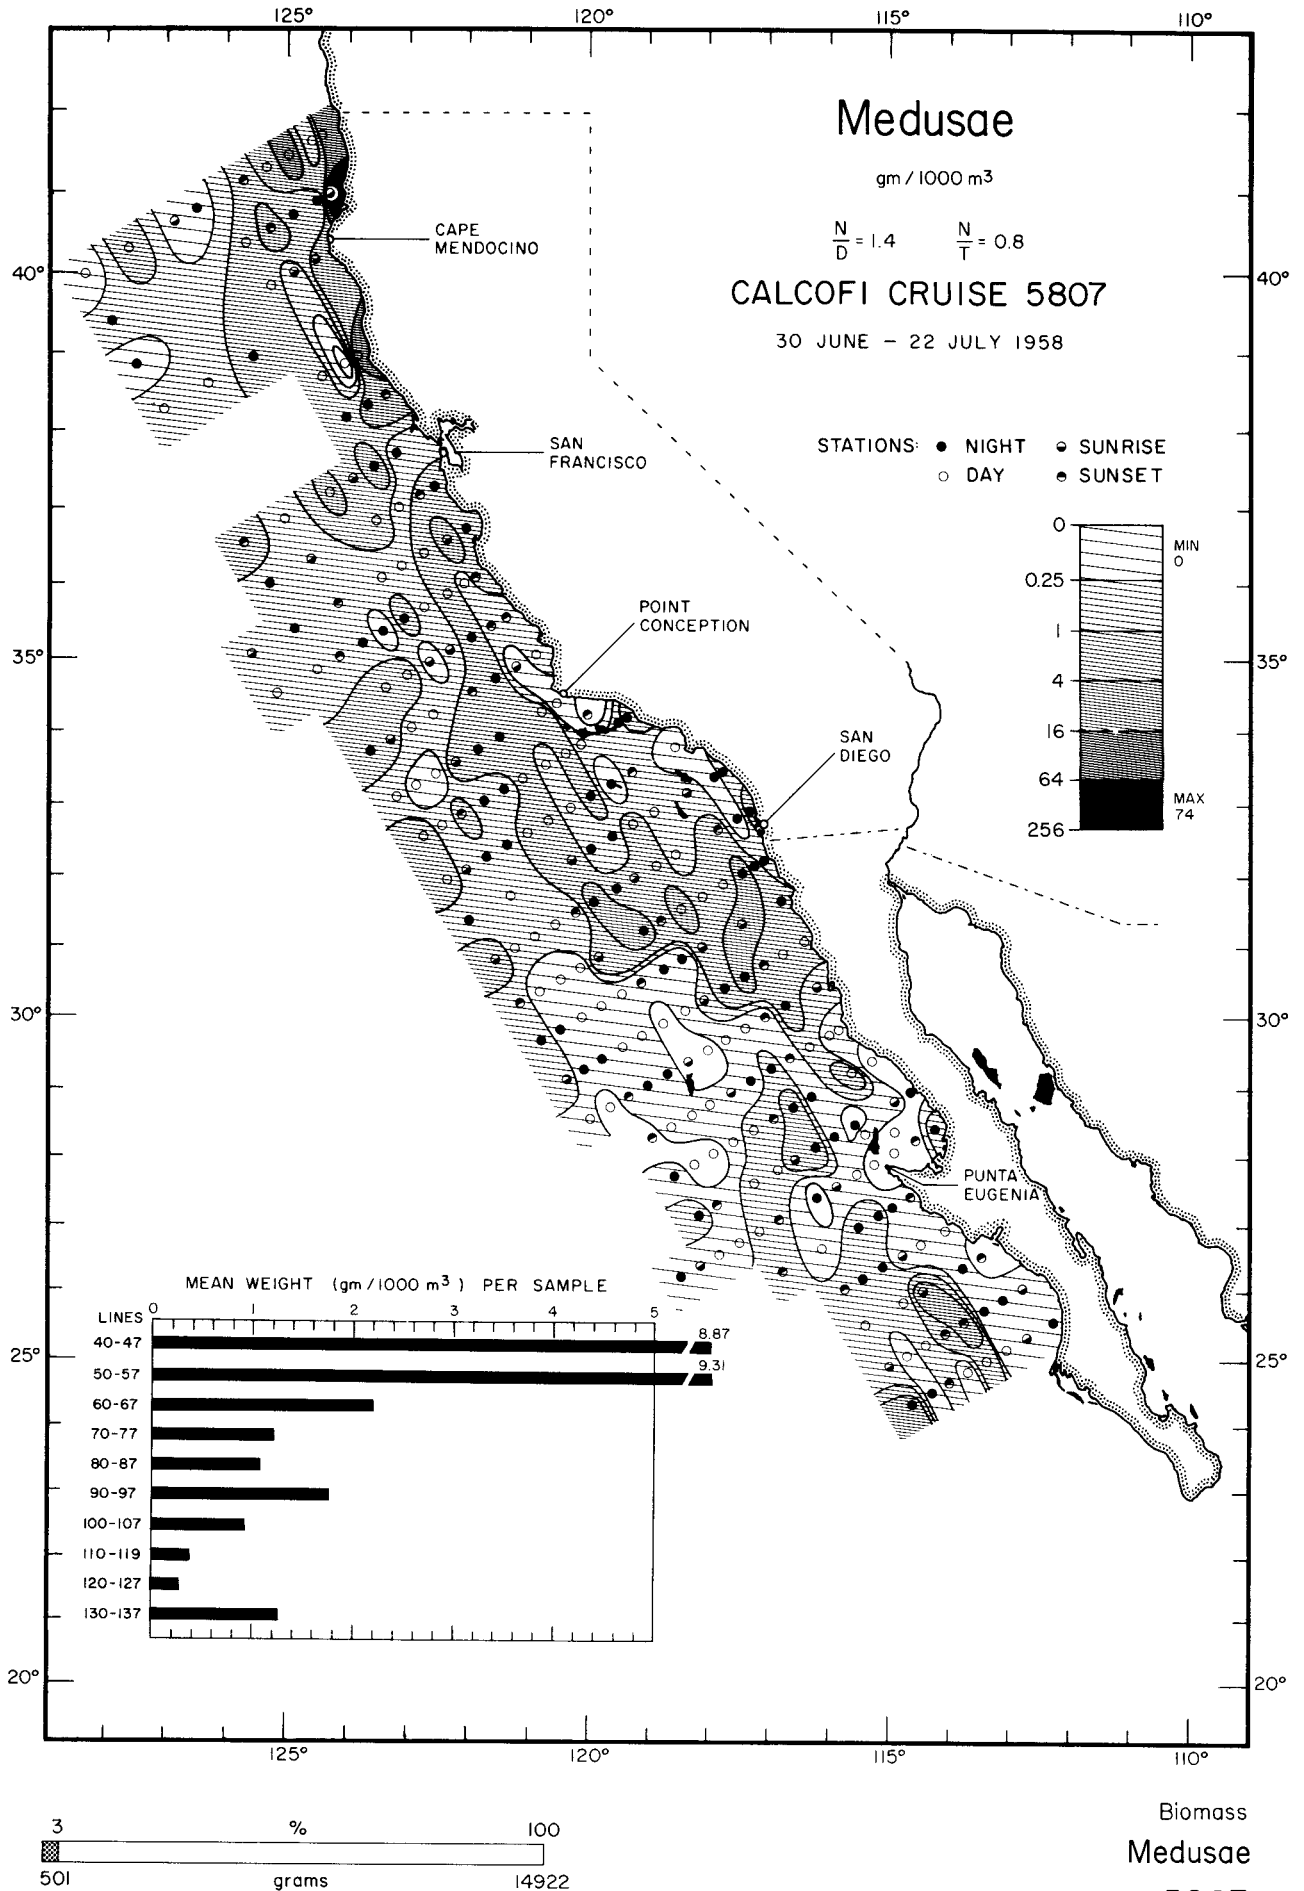 125° 120° 115° 110°
Medusae
gm / 1000 m³
N/D = 1.4 N/T = 0.8
CALCOFI CRUISE 5807
30 JUNE – 22 JULY 1958
STATIONS: ● NIGHT SUNRISE
○ DAY SUNSET
CAPE
MENDOCINO
40° 40°
SAN
FRANCISCO
0
MIN
0
0.25
1
4
16
64
MAX
74
256
POINT
CONCEPTION
35° 35°
SAN
DIEGO
30° 30°
PUNTA
EUGENIA
MEAN WEIGHT (gm/1000 m³) PER SAMPLE
LINES 0 1 2 3 4 5
40-47 8.87
50-57 9.31
60-67
70-77
80-87
90-97
100-107
110-119
120-127
130-137
25° 25°
20° 20°
125° 120° 115° 110°
3 % 100
501 grams 14922
Biomass
Medusae